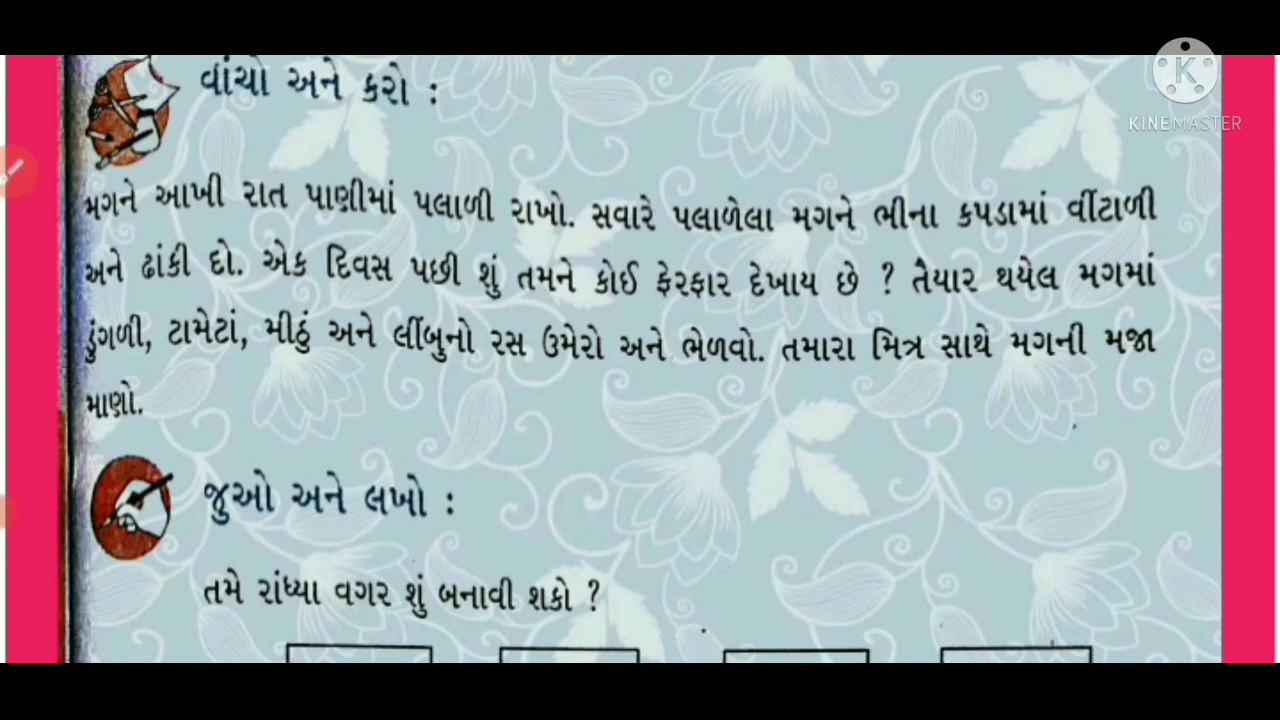 વાંચો અને કરો :
KINEMASTER
મગને આખી રાત પાણીમાં પલાળી રાખો. સવારે પલાળેલા મગને ભીના કપડામાં વીંટાળી
અને ઢાંકી દો. એક દિવસ પછી શું તમને કોઈ ફેરફાર દેખાય છે ? તૈયાર થયેલ મગમાં
ડુંગળી, ટામેટાં, મીઠું અને લીંબુનો રસ ઉમેરો અને ભેળવો. તમારા મિત્ર સાથે મગની મજા
માણો.
જુઓ અને લખો :
તમે રાંધ્યા વગર શું બનાવી શકો ?